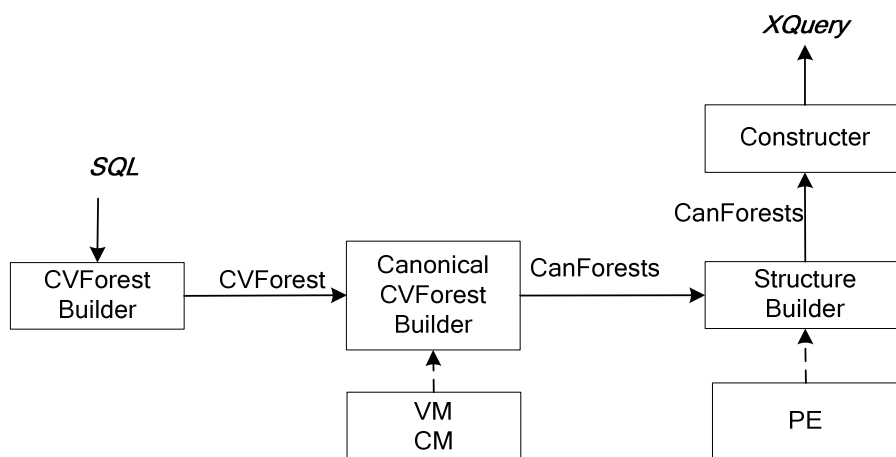 XQuery
Constructer
SQL
CanForests
CVForest
Builder
CVForest
Canonical
CVForest
Builder
CanForests
Structure
Builder
VM
CM
PE